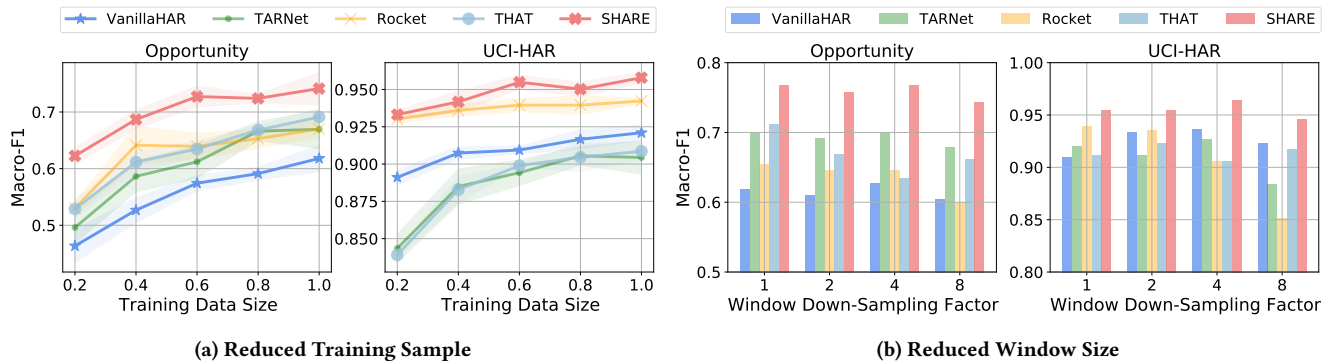 VanillaHAR TARNet Rocket THAT SHARE
Opportunity
Macro-F1
0.7
0.6
0.5
0.2 0.4 0.6 0.8 1.0
Training Data Size
UCI-HAR
0.950
0.925
0.900
0.875
0.850
0.2 0.4 0.6 0.8 1.0
Training Data Size
(a) Reduced Training Sample
VanillaHAR TARNet Rocket THAT SHARE
Opportunity
Macro-F1
0.8
0.7
0.6
0.5
1 2 4 8
Window Down-Sampling Factor
UCI-HAR
1.00
0.95
0.90
0.85
0.80
1 2 4 8
Window Down-Sampling Factor
(b) Reduced Window Size